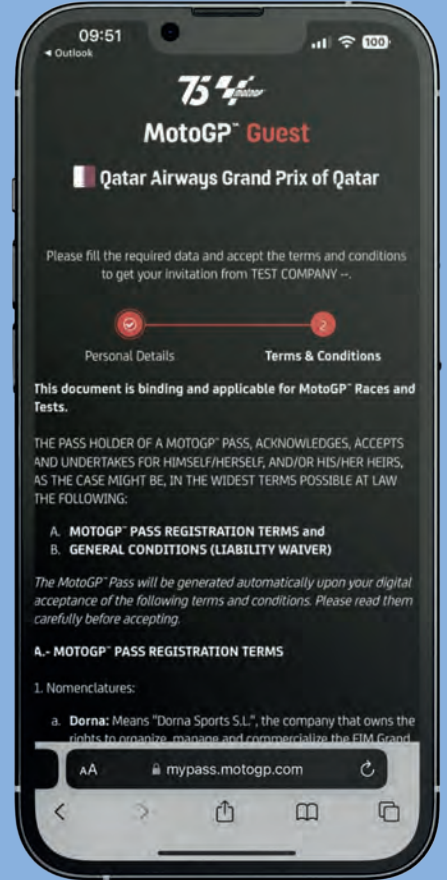 09:51
100
◀ Outlook
75 MotoGP
MotoGP™ Guest
Qatar Airways Grand Prix of Qatar
Please fill the required data and accept the terms and conditions
to get your invitation from TEST COMPANY --.
2
Personal Details
Terms & Conditions
This document is binding and applicable for MotoGP™ Races and
Tests.
THE PASS HOLDER OF A MOTOGP™ PASS, ACKNOWLEDGES, ACCEPTS
AND UNDERTAKES FOR HIMSELF/HERSELF, AND/OR HIS/HER HEIRS,
AS THE CASE MIGHT BE, IN THE WIDEST TERMS POSSIBLE AT LAW
THE FOLLOWING:
A. MOTOGP™ PASS REGISTRATION TERMS and
B. GENERAL CONDITIONS (LIABILITY WAIVER)
The MotoGP™ Pass will be generated automatically upon your digital
acceptance of the following terms and conditions. Please read them
carefully before accepting.
A.- MOTOGP™ PASS REGISTRATION TERMS
1. Nomenclatures:
a. Dorna: Means "Dorna Sports S.L.", the company that owns the
rights to organize, manage and commercialize the FIM Grand
AA
mypass.motogp.com